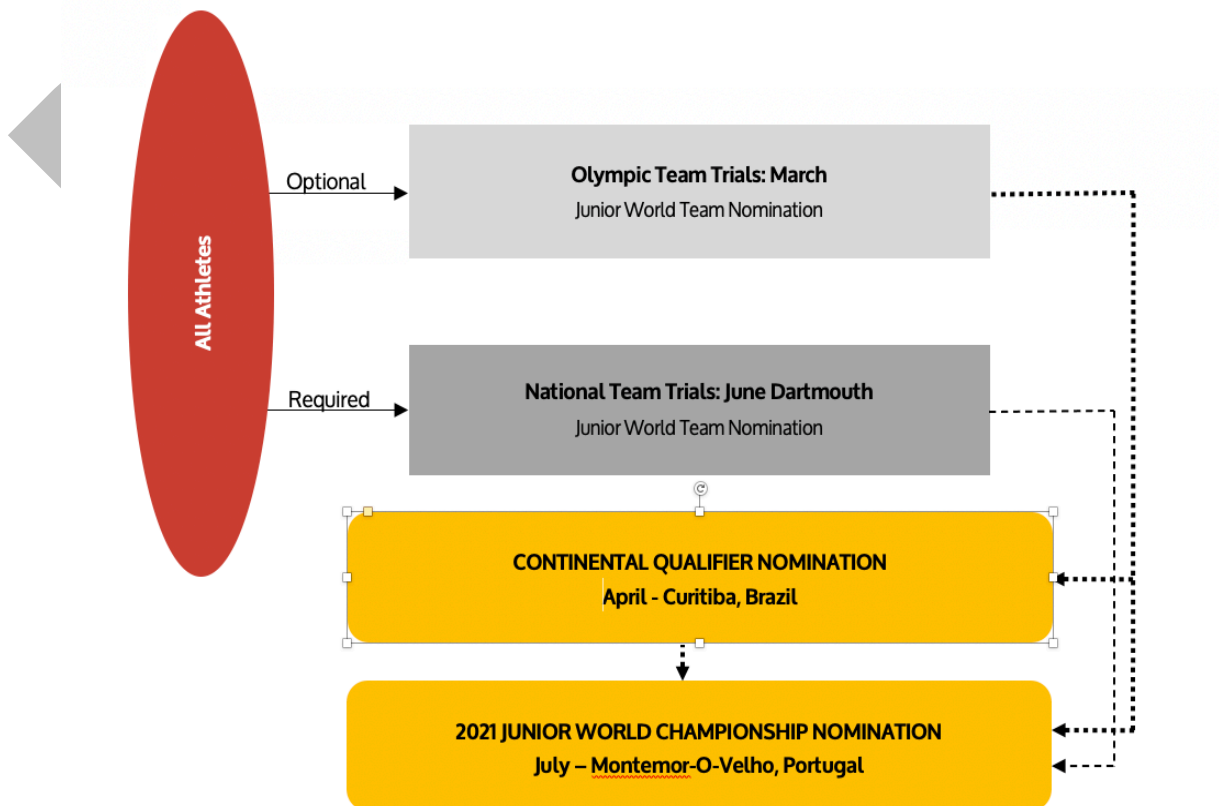 All Athletes
Optional
Olympic Team Trials: March
Junior World Team Nomination
Required
National Team Trials: June Dartmouth
Junior World Team Nomination
CONTINENTAL QUALIFIER NOMINATION
April - Curitiba, Brazil
2021 JUNIOR WORLD CHAMPIONSHIP NOMINATION
July – Montemor-O-Velho, Portugal